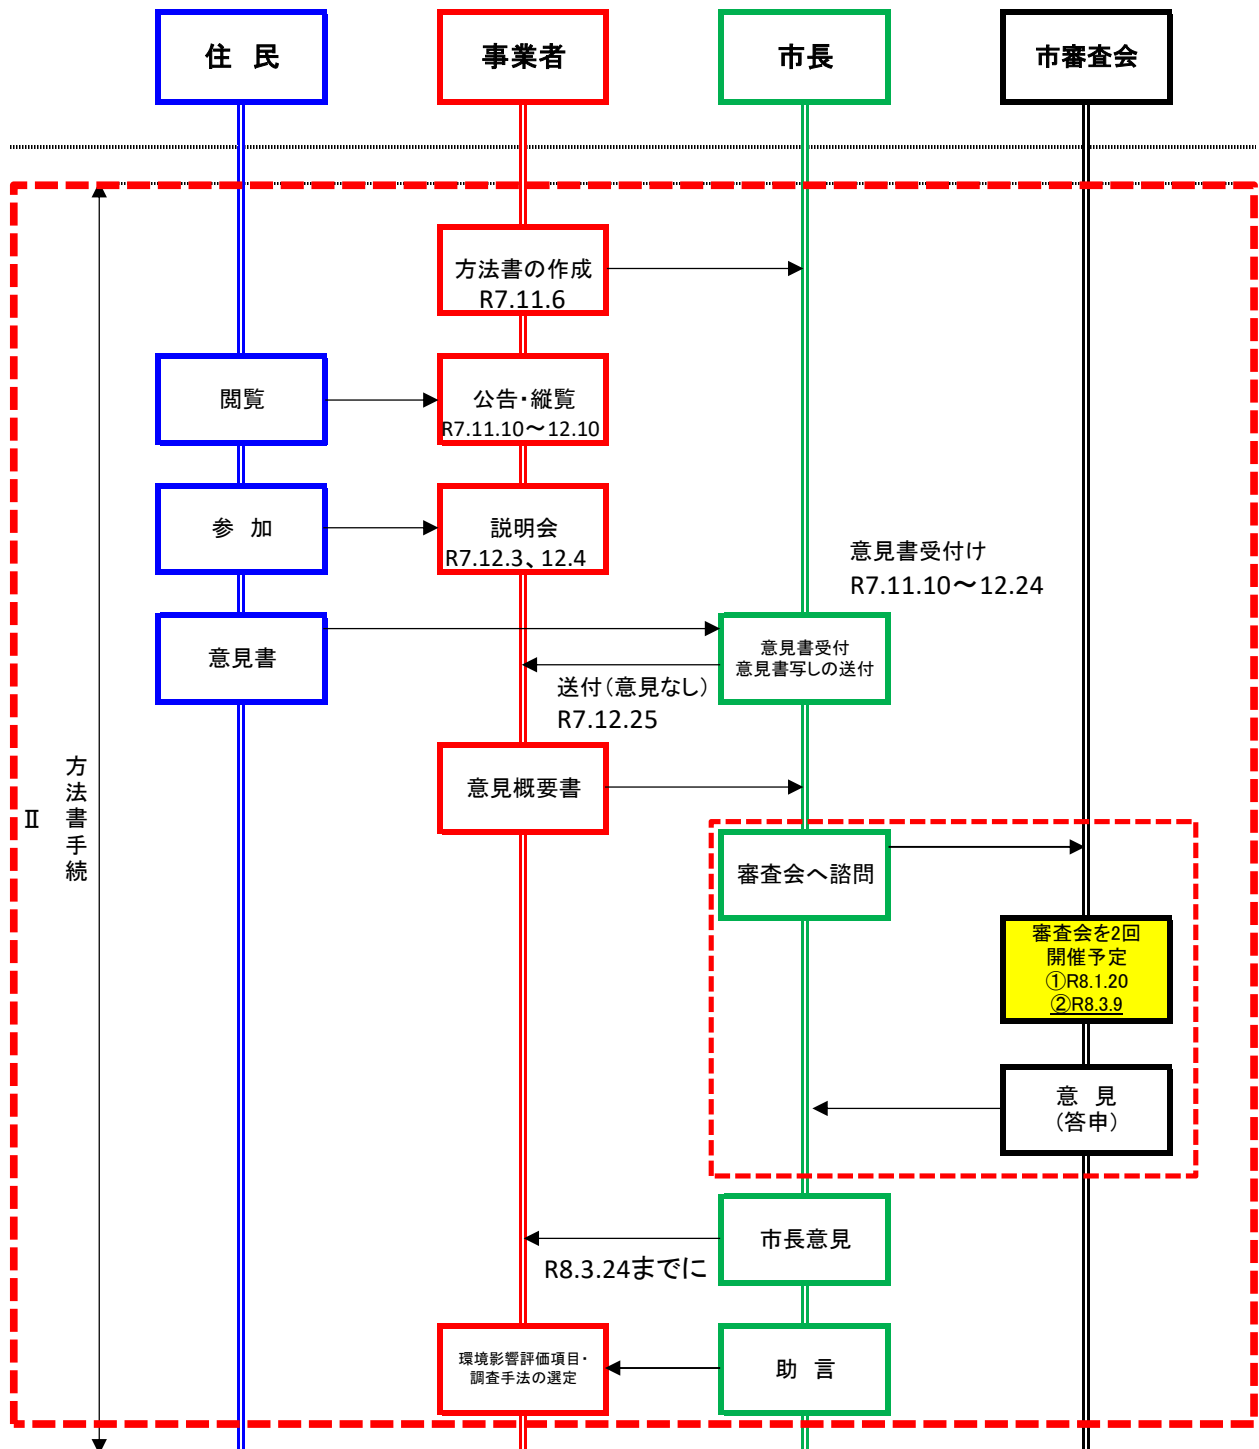 住　民
事業者
市長
市審査会
方法書の作成
R7.11.6
閲覧
公告・縦覧
R7.11.10～12.10
参　加
説明会
R7.12.3、12.4
意見書受付け
R7.11.10～12.24
意見書
意見書受付
意見書写しの送付
送付（意見なし）
R7.12.25
意見概要書
Ⅱ
方法書手続
審査会へ諮問
審査会を2回
開催予定
①R8.1.20
②R8.3.9
意　見
（答申）
市長意見
R8.3.24までに
環境影響評価項目・
調査手法の選定
助　言